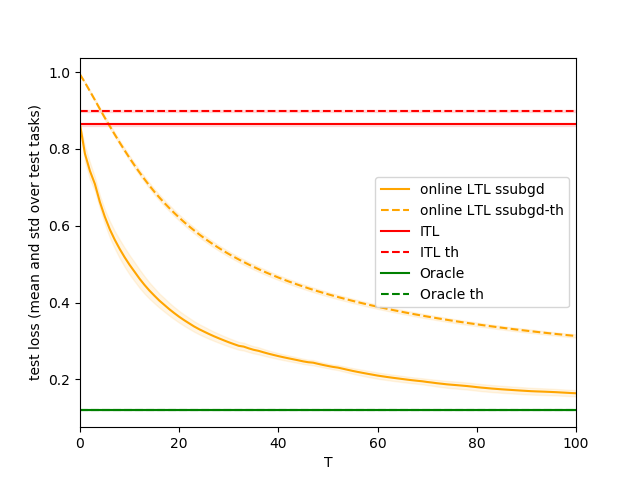 test loss (mean and std over test tasks)
1.0
0.8
0.6
0.4
0.2
online LTL ssubgd
online LTL ssubgd-th
ITL
ITL th
Oracle
Oracle th
0 20 40 60 80 100
T